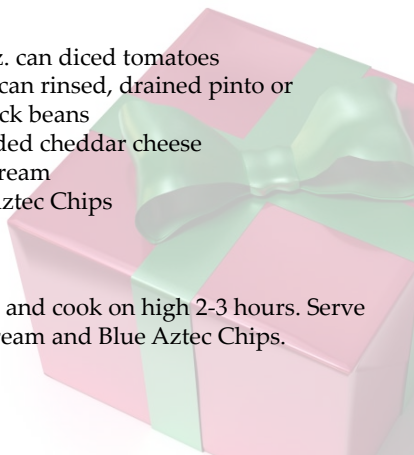 z. can diced tomatoes
can rinsed, drained pinto or
ck beans
ded cheddar cheese
ream
ztec Chips
and cook on high 2-3 hours. Serve
eam and Blue Aztec Chips.